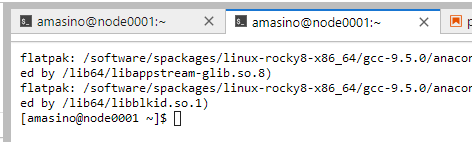 amasino@node0001:~
amasino@node0001:~
flatpak: /software/spackages/linux-rocky8-x86_64/gcc-9.5.0/anacon
ed by /lib64/libappstream-glib.so.8)
flatpak: /software/spackages/linux-rocky8-x86_64/gcc-9.5.0/anacon
ed by /lib64/libblkid.so.1)
[amasino@node0001 ~]$